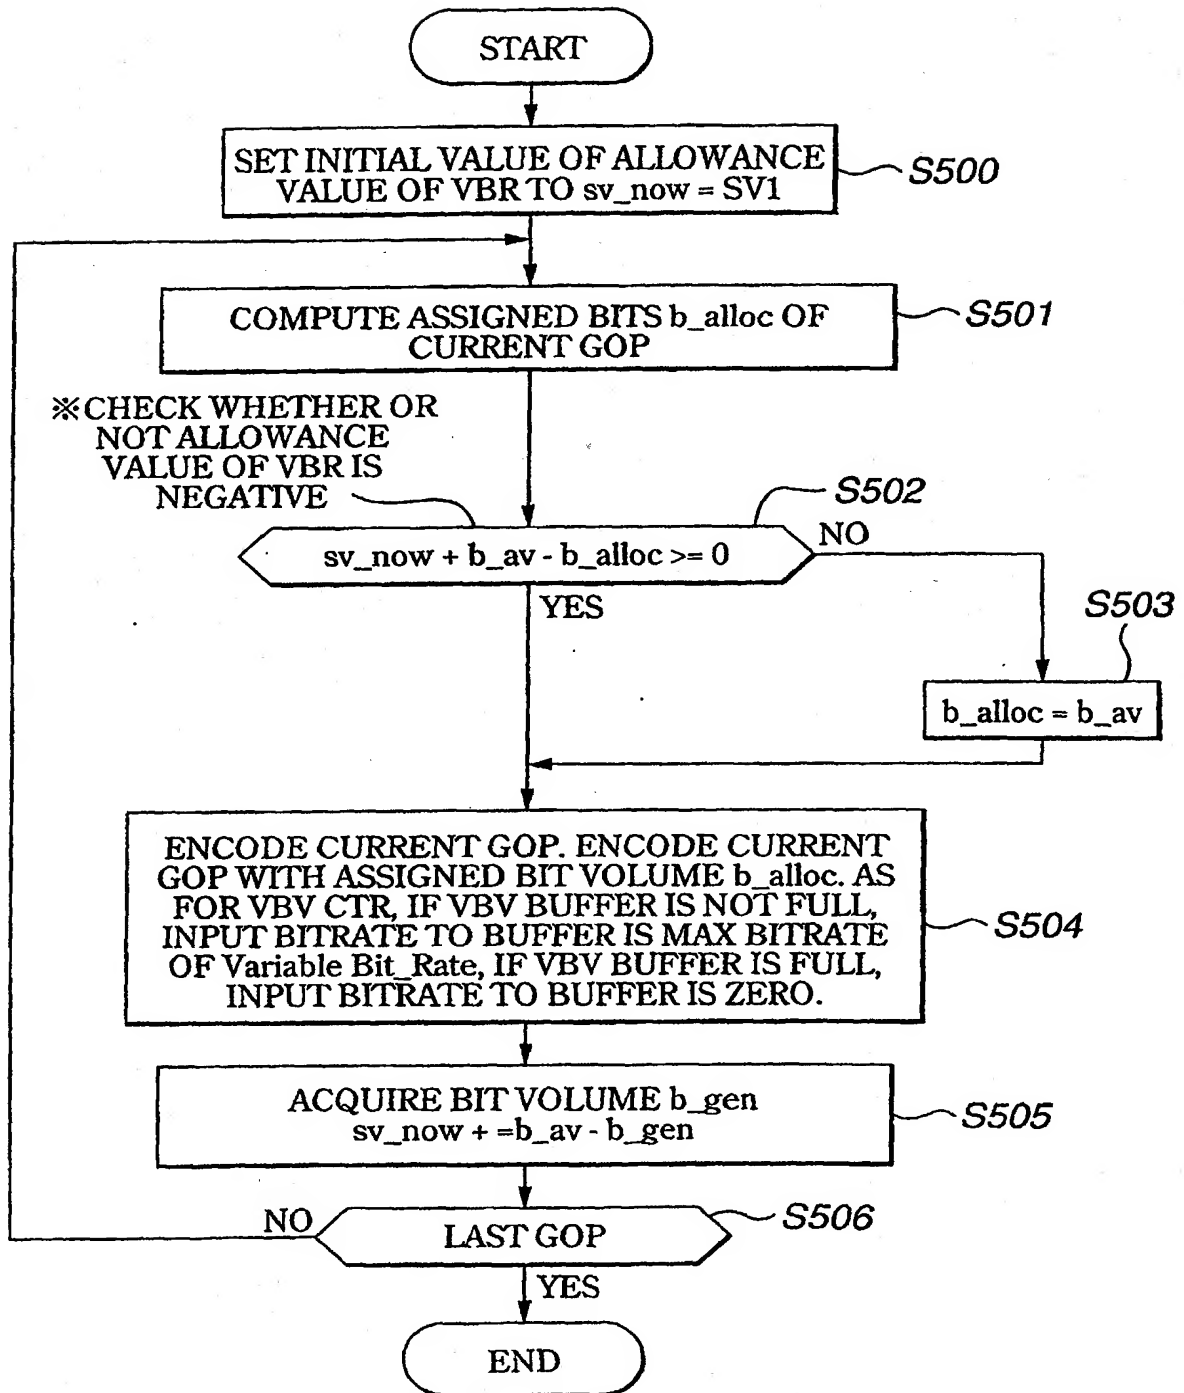 START
SET INITIAL VALUE OF ALLOWANCE
VALUE OF VBR TO sv_now = SV1
S500
COMPUTE ASSIGNED BITS b_alloc OF
CURRENT GOP
S501
※CHECK WHETHER OR
NOT ALLOWANCE
VALUE OF VBR IS
NEGATIVE
S502
sv_now + b_av - b_alloc >= 0
NO
YES
S503
b_alloc = b_av
ENCODE CURRENT GOP. ENCODE CURRENT
GOP WITH ASSIGNED BIT VOLUME b_alloc. AS
FOR VBV CTR, IF VBV BUFFER IS NOT FULL,
INPUT BITRATE TO BUFFER IS MAX BITRATE
OF Variable Bit_Rate, IF VBV BUFFER IS FULL,
INPUT BITRATE TO BUFFER IS ZERO.
S504
ACQUIRE BIT VOLUME b_gen
sv_now + =b_av - b_gen
S505
NO
LAST GOP
S506
YES
END